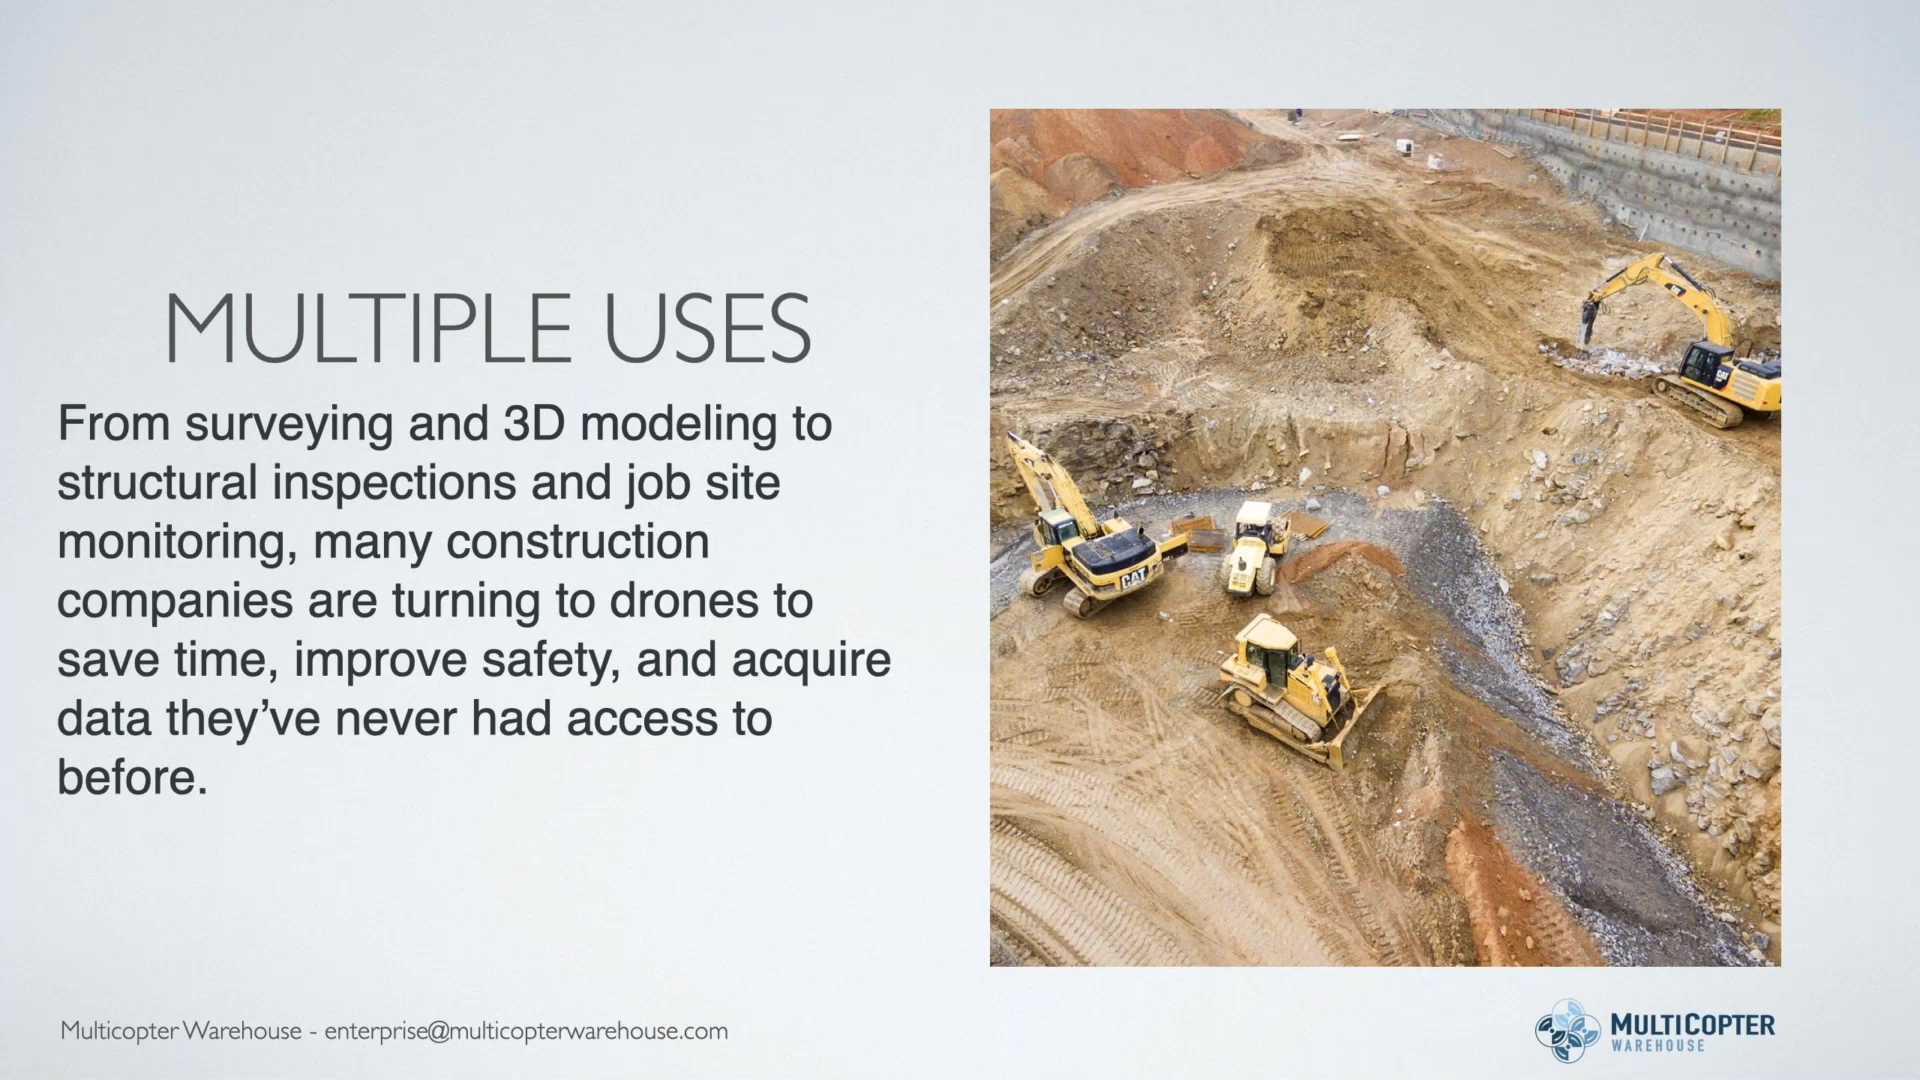 MULTIPLE USES
From surveying and 3D modeling to
structural inspections and job site
monitoring, many construction
companies are turning to drones to
save time, improve safety, and acquire
data they’ve never had access to
before.
CAT
CAT
Multicopter Warehouse - enterprise@multicopterwarehouse.com
MULTICOPTER
WAREHOUSE